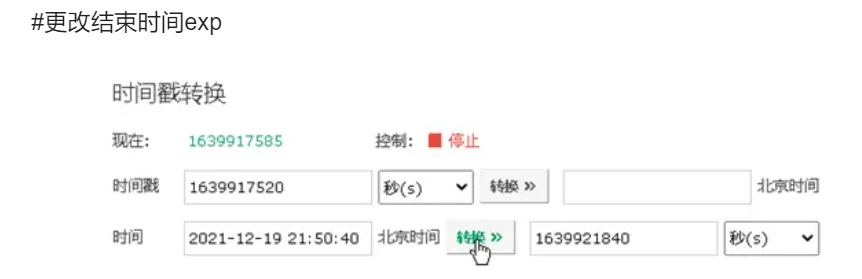 #更改结束时间exp
时间戳转换
现在: 1639917585 控制: 停止
时间戳 1639917520 秒(s) 转换 » 北京时间
时间 2021-12-19 21:50:40 北京时间 转换 » 1639921840 秒(s)